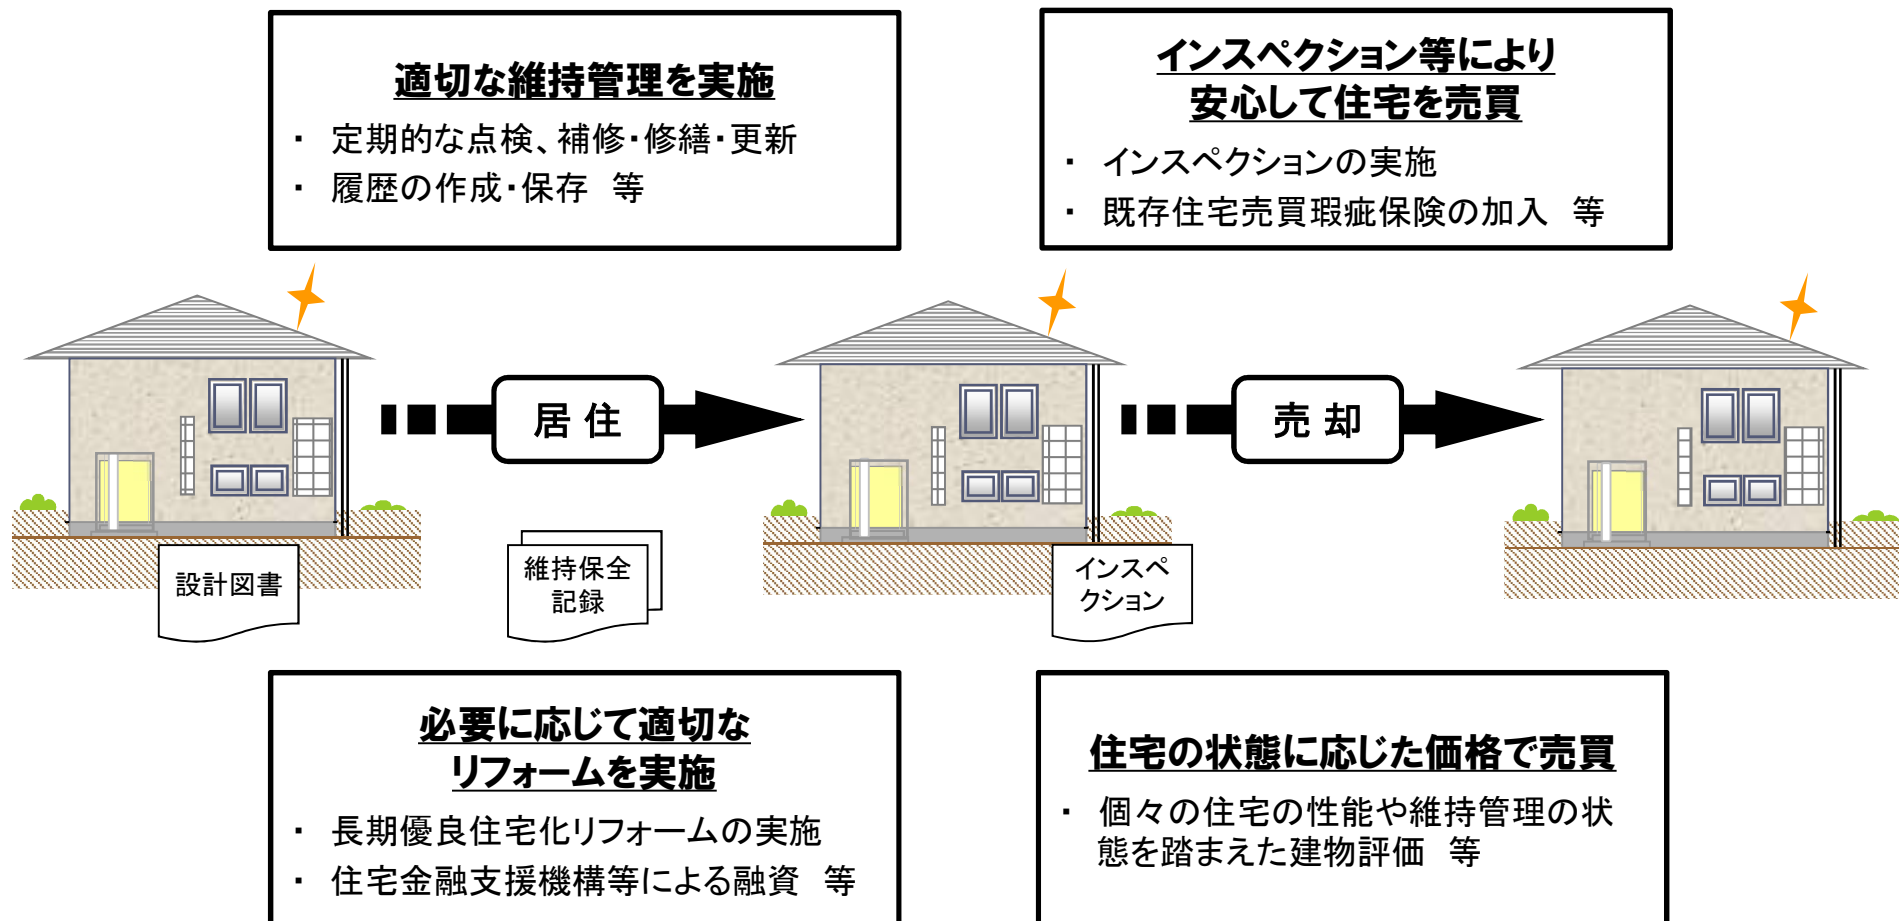 適切な維持管理を実施
・ 定期的な点検、補修・修繕・更新
・ 履歴の作成・保存 等
インスペクション等により
安心して住宅を売買
・ インスペクションの実施
・ 既存住宅売買瑕疵保険の加入 等
居 住
売 却
設計図書
維持保全
記録
インスペ
クション
必要に応じて適切な
リフォームを実施
・ 長期優良住宅化リフォームの実施
・ 住宅金融支援機構等による融資 等
住宅の状態に応じた価格で売買
・ 個々の住宅の性能や維持管理の状
態を踏まえた建物評価 等